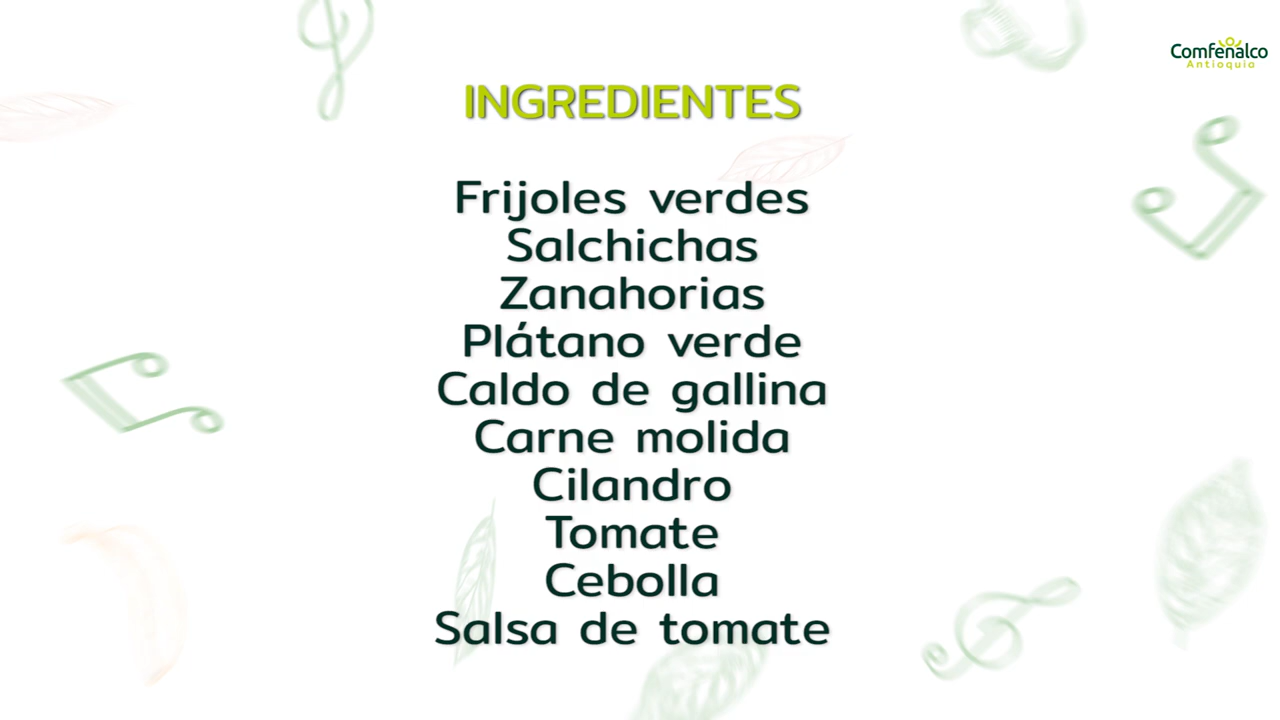 Comfenalco
Antioquia
INGREDIENTES
Frijoles verdes
Salchichas
Zanahorias
Plátano verde
Caldo de gallina
Carne molida
Cilandro
Tomate
Cebolla
Salsa de tomate